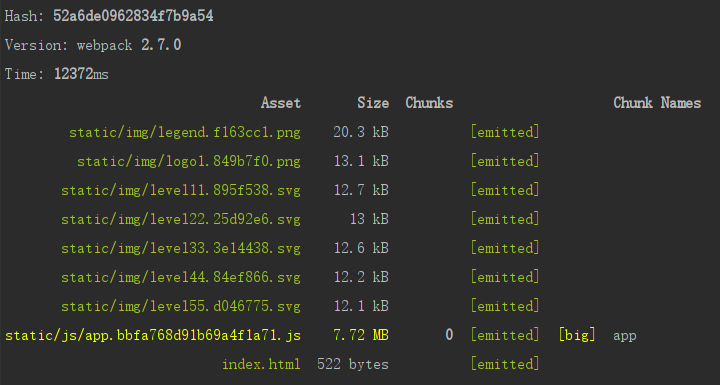 Hash: 52a6de0962834f7b9a54
Version: webpack 2.7.0
Time: 12372ms
Asset Size Chunks Chunk Names
static/img/legend.f163cc1.png 20.3 kB [emitted]
static/img/logo1.849b7f0.png 13.1 kB [emitted]
static/img/level11.895f538.svg 12.7 kB [emitted]
static/img/level22.25d92e6.svg 13 kB [emitted]
static/img/level33.3e14438.svg 12.6 kB [emitted]
static/img/level44.84ef866.svg 12.2 kB [emitted]
static/img/level55.d046775.svg 12.1 kB [emitted]
static/js/app.bbfa768d91b69a4f1a71.js 7.72 MB 0 [emitted] [big] app
index.html 522 bytes [emitted]